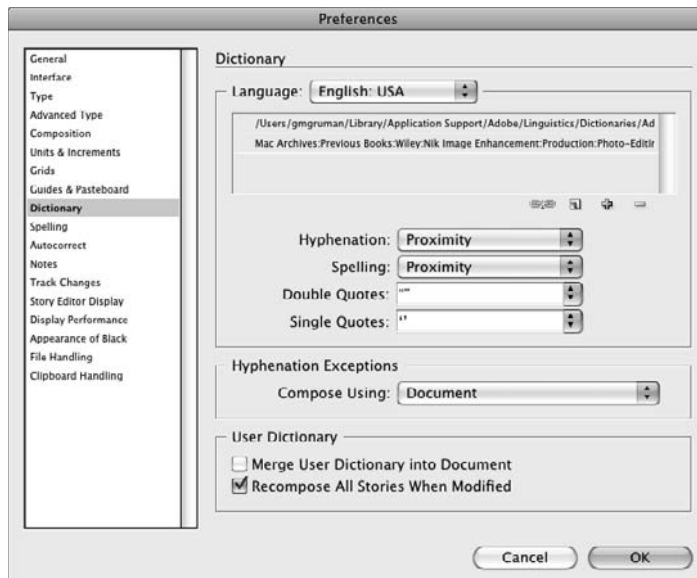 Preferences
General
Interface
Type
Advanced Type
Composition
Units & Increments
Grids
Guides & Pasteboard
Dictionary
Spelling
Autocorrect
Notes
Track Changes
Story Editor Display
Display Performance
Appearance of Black
File Handling
Clipboard Handling
Dictionary
Language: English: USA
/Users/gmgruman/Library/Application Support/Adobe/Linguistics/Dictionaries/Ad
Mac Archives:Previous Books:Wiley:Nik Image Enhancement:Production:Photo-Editin
Hyphenation: Proximity
Spelling: Proximity
Double Quotes: “”
Single Quotes: ‘’
Hyphenation Exceptions
Compose Using: Document
User Dictionary
Merge User Dictionary into Document
Recompose All Stories When Modified
Cancel OK